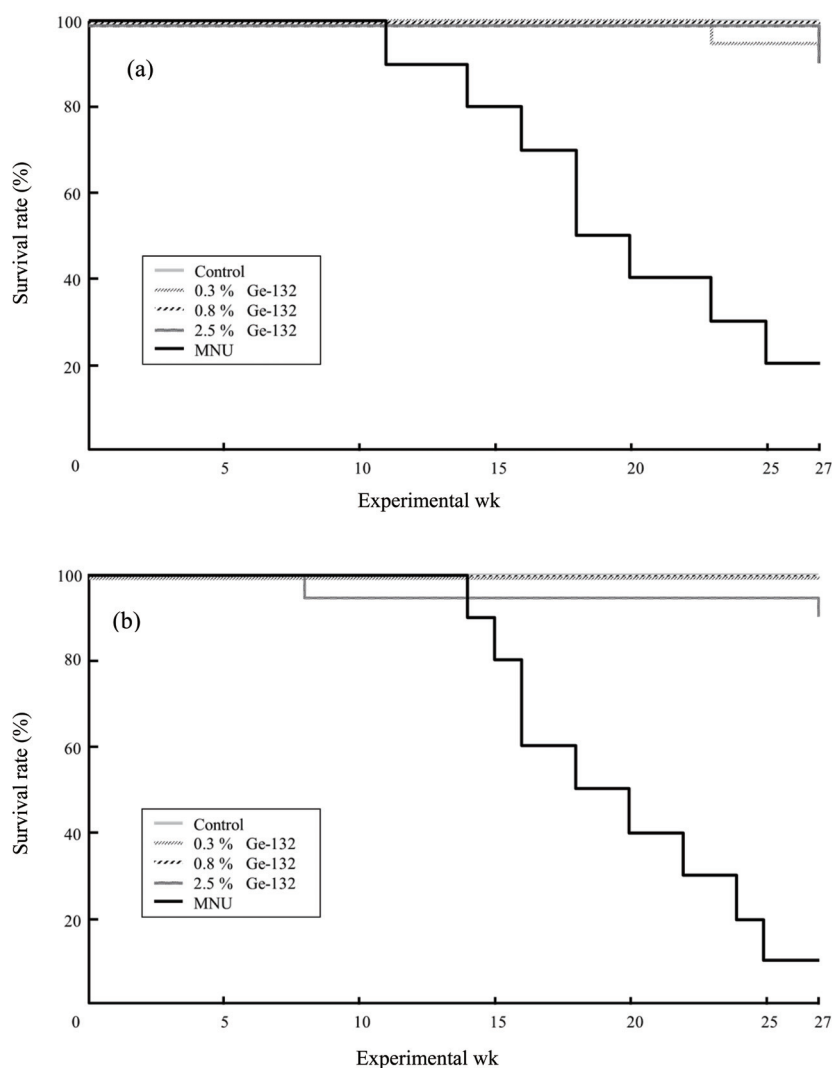 100
(a)
80
Survival rate (%)
60
Control
0.3 % Ge-132
0.8 % Ge-132
2.5 % Ge-132
MNU
40
20
0 5 10 15 20 25 27
Experimental wk
100
(b)
80
Survival rate (%)
60
Control
0.3 % Ge-132
0.8 % Ge-132
2.5 % Ge-132
MNU
40
20
0 5 10 15 20 25 27
Experimental wk